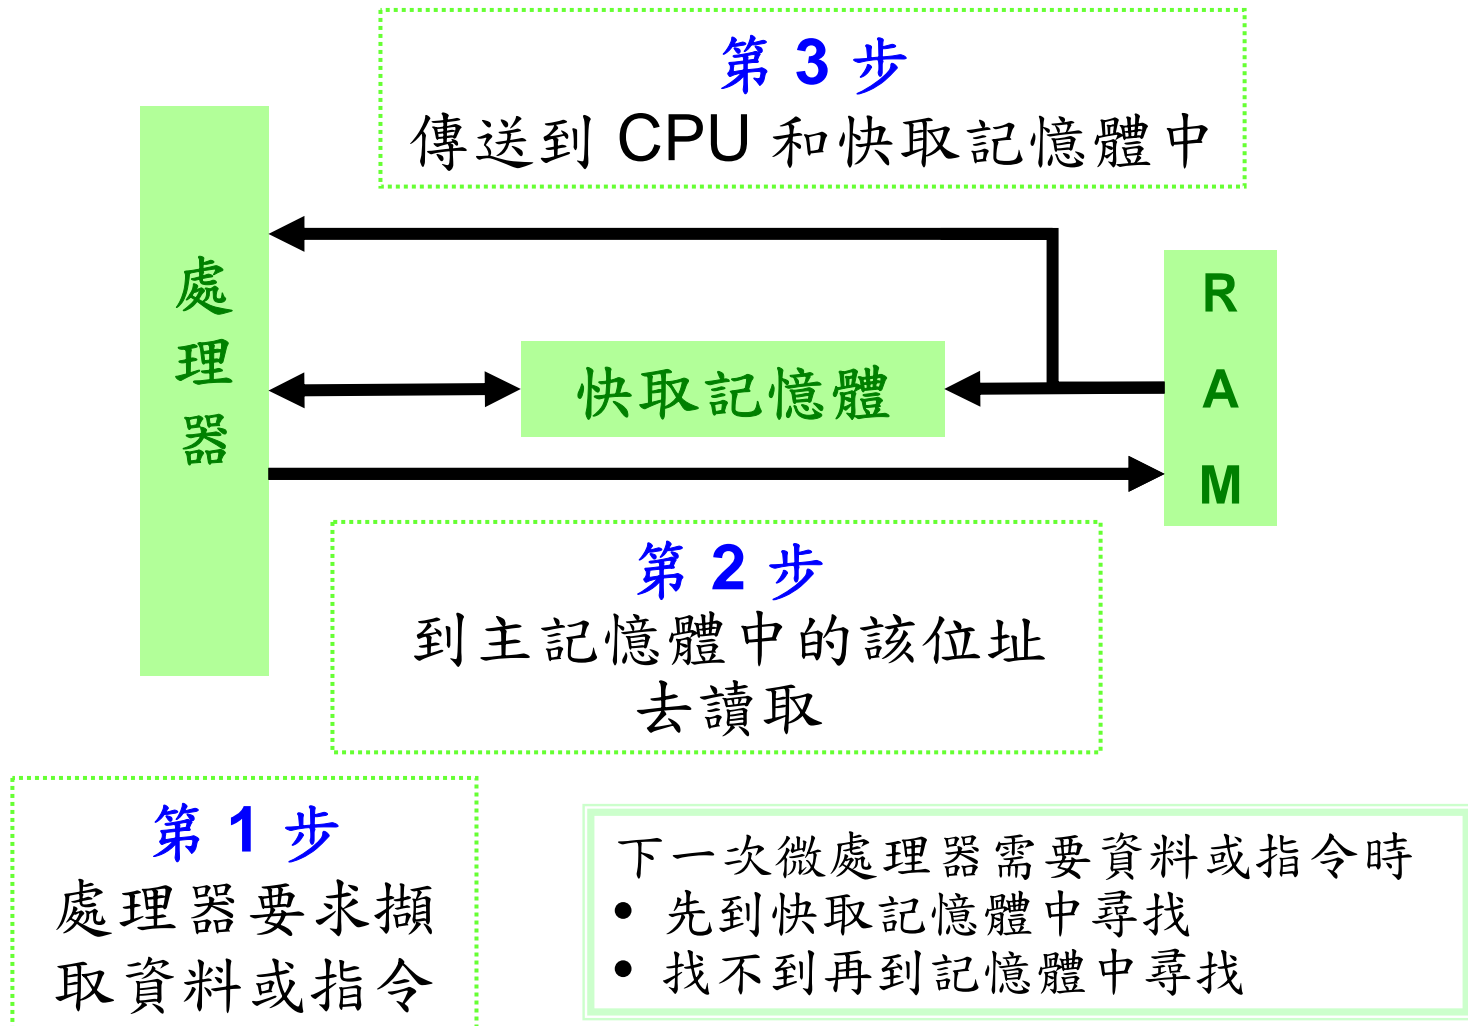 第 3 步
傳送到 CPU 和快取記憶體中
處
理
器
快取記憶體
R
A
M
第 2 步
到主記憶體中的該位址
去讀取
第 1 步
處理器要求擷
取資料或指令
下一次微處理器需要資料或指令時
• 先到快取記憶體中尋找
• 找不到再到記憶體中尋找